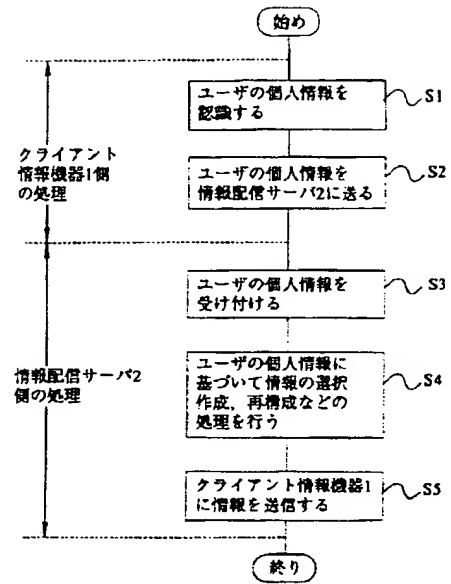 始め
ユーザの個人情報を
認識する
S1
クライアント
情報機器1側
の処理
ユーザの個人情報を
情報配信サーバ2に送る
S2
ユーザの個人情報を
受け付ける
S3
情報配信サーバ2
側の処理
ユーザの個人情報に
基づいて情報の選択
作成，再構成などの
処理を行う
S4
クライアント情報機器1
に情報を送信する
S5
終り